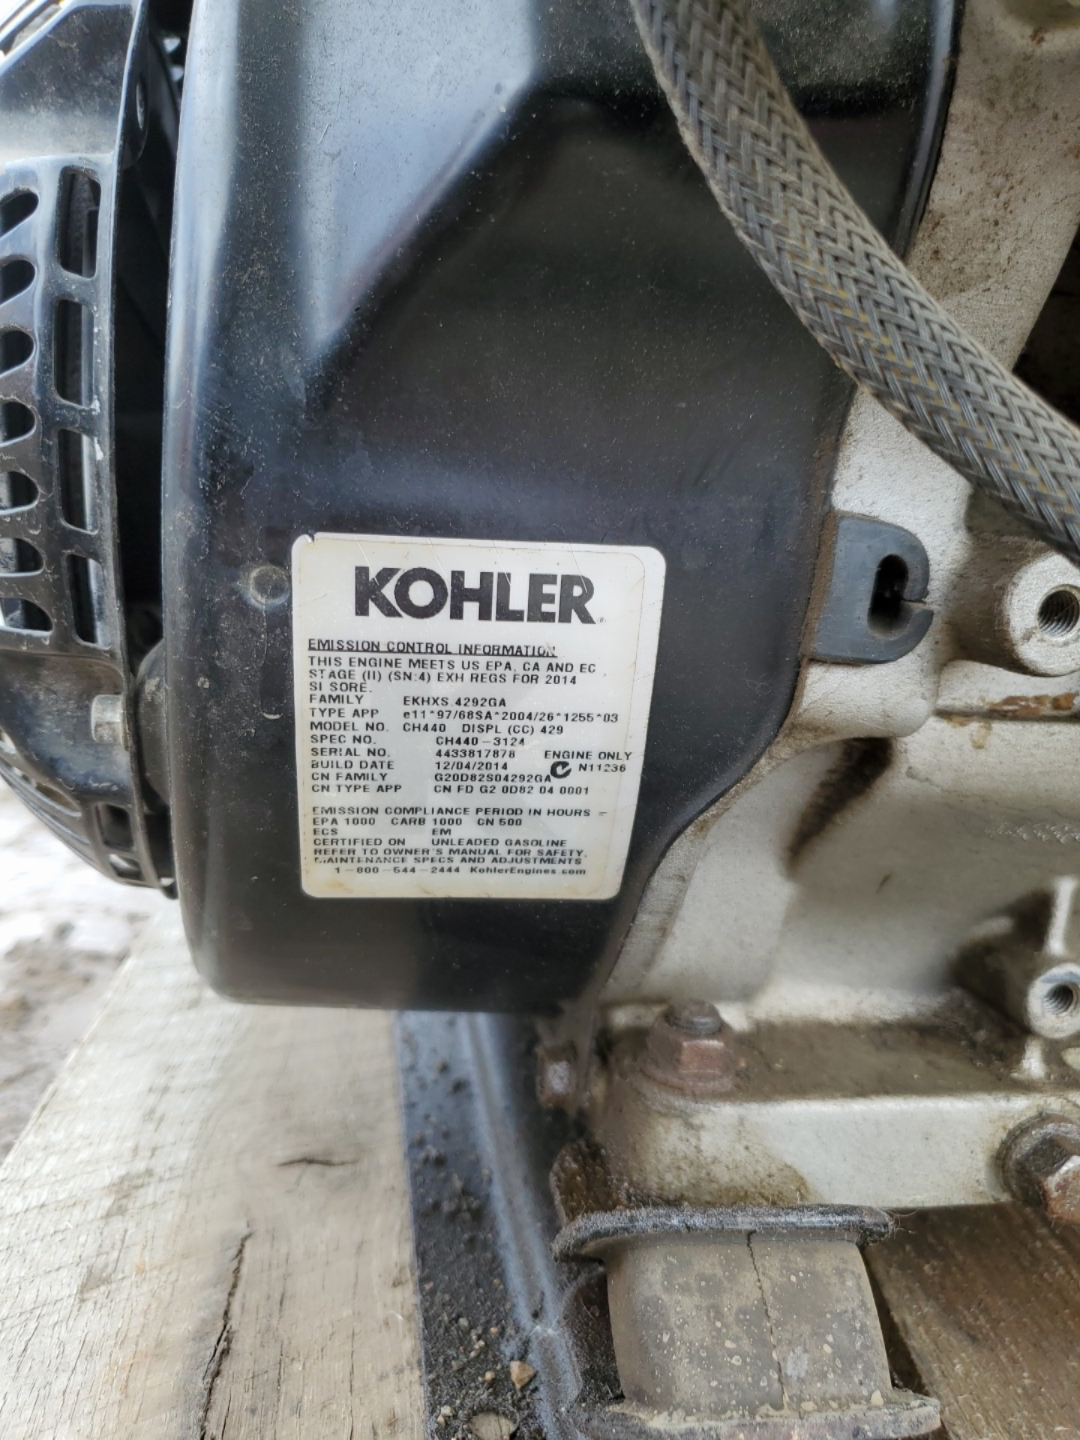 KOHLER
EMISSION CONTROL INFORMATION
THIS ENGINE MEETS US EPA, CA AND EC
STAGE (II) (SN:4) EXH REGS FOR 2014
SI SORE.
FAMILY EKHXS.4292GA
TYPE APP e11*97/68SA*2004/26*1255*03
MODEL NO. CH440 DISPL (CC) 429
SPEC NO. CH440-3124
SERIAL NO. 4433817878 ENGINE ONLY
BUILD DATE 12/04/2014 N11236
CN FAMILY G20D82S04292GA
CN TYPE APP CN FD G2 0D82 04 0001
EMISSION COMPLIANCE PERIOD IN HOURS -
EPA 1000 CARB 1000 CN 500
ECS EM
CERTIFIED ON UNLEADED GASOLINE
REFER TO OWNER'S MANUAL FOR SAFETY,
MAINTENANCE SPECS AND ADJUSTMENTS
1-800-544-2444 KohlerEngines.com